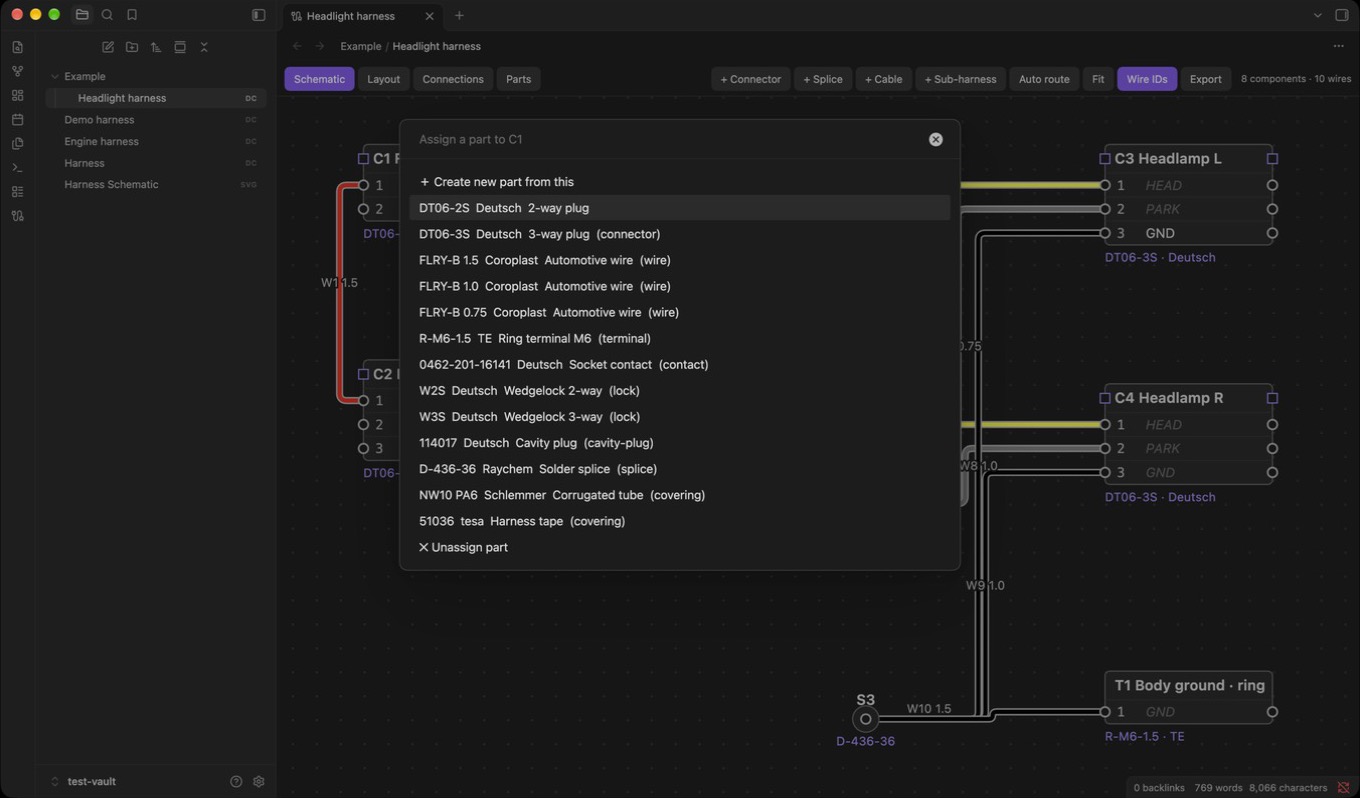 Headlight harness
Example / Headlight harness
Example
Headlight harness DC
Demo harness DC
Engine harness DC
Harness DC
Harness Schematic SVG
test-vault
Schematic Layout Connections Parts + Connector + Splice + Cable + Sub-harness Auto route Fit Wire IDs Export 8 components · 10 wires
Assign a part to C1
+ Create new part from this
DT06-2S Deutsch 2-way plug
DT06-3S Deutsch 3-way plug (connector)
FLRY-B 1.5 Coroplast Automotive wire (wire)
FLRY-B 1.0 Coroplast Automotive wire (wire)
FLRY-B 0.75 Coroplast Automotive wire (wire)
R-M6-1.5 TE Ring terminal M6 (terminal)
0462-201-16141 Deutsch Socket contact (contact)
W2S Deutsch Wedgelock 2-way (lock)
W3S Deutsch Wedgelock 3-way (lock)
114017 Deutsch Cavity plug (cavity-plug)
D-436-36 Raychem Solder splice (splice)
NW10 PA6 Schlemmer Corrugated tube (covering)
51036 tesa Harness tape (covering)
✕ Unassign part
C1
1
2
DT06-
W1 1.5
C2
1
2
3
DT06-
C3 Headlamp L
1 HEAD
2 PARK
3 GND
DT06-3S · Deutsch
0.75
C4 Headlamp R
1 HEAD
2 PARK
3 GND
DT06-3S · Deutsch
W8 1.0
W9 1.0
S3
W10 1.5
D-436-36
T1 Body ground · ring
1 GND
R-M6-1.5 · TE
0 backlinks 769 words 8,066 characters